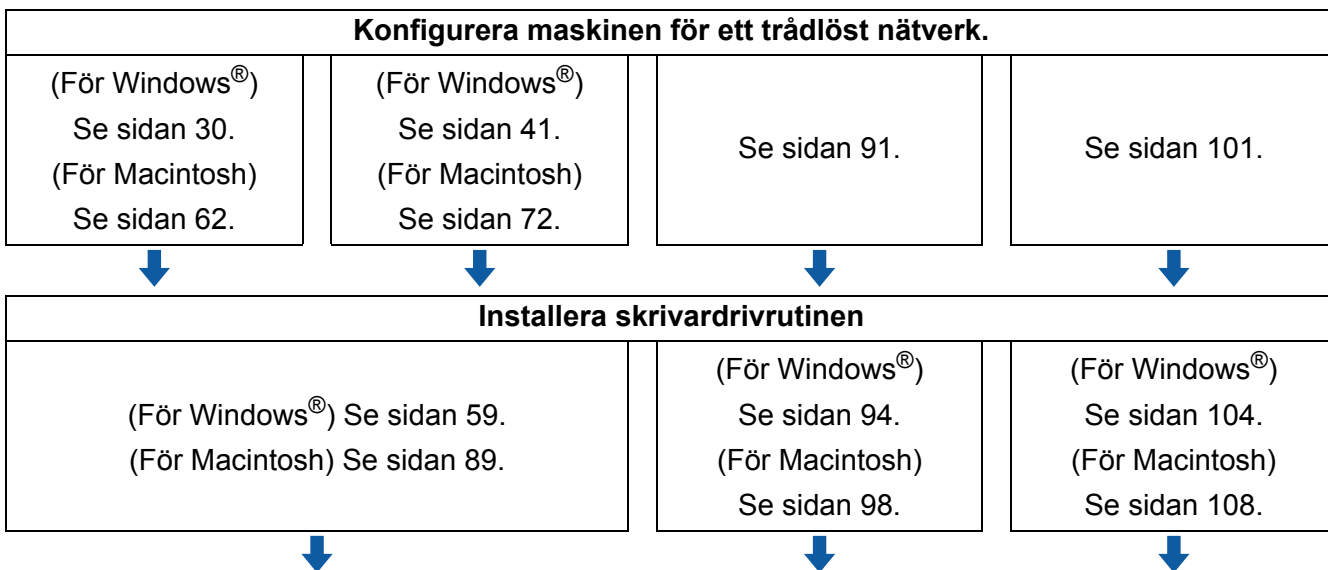 Konfigurera maskinen för ett trådlöst nätverk.
(För Windows®)
Se sidan 30.
(För Macintosh)
Se sidan 62.
(För Windows®)
Se sidan 41.
(För Macintosh)
Se sidan 72.
Se sidan 91.
Se sidan 101.
Installera skrivardrivrutinen
(För Windows®) Se sidan 59.
(För Macintosh) Se sidan 89.
(För Windows®)
Se sidan 94.
(För Macintosh)
Se sidan 98.
(För Windows®)
Se sidan 104.
(För Macintosh)
Se sidan 108.